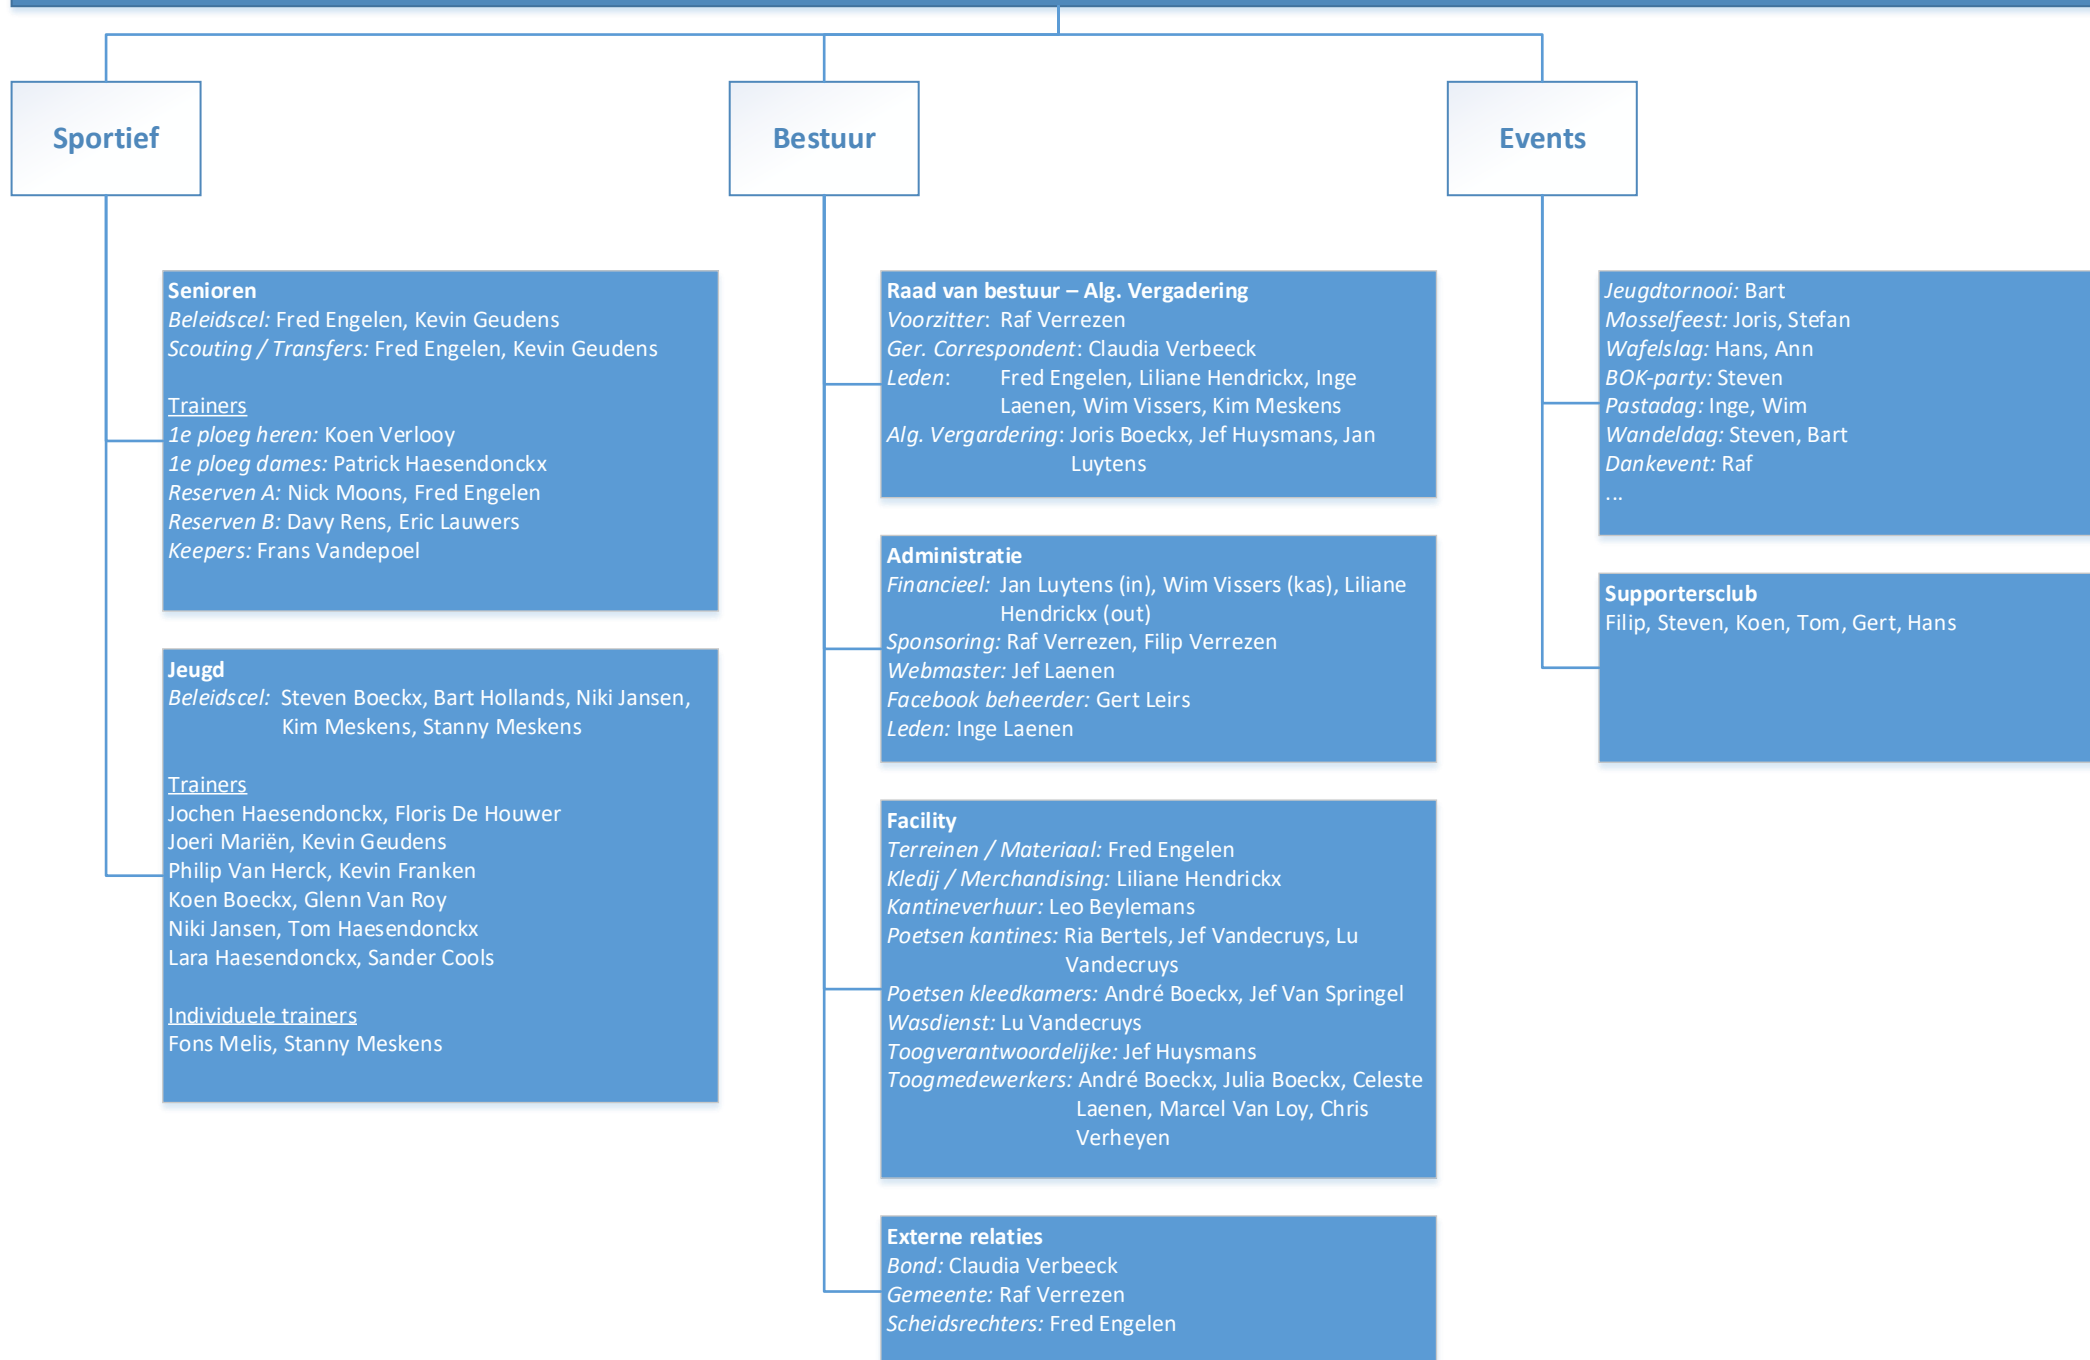 Sportief
Bestuur
Events
Senioren
Beleidscel: Fred Engelen, Kevin Geudens
Scouting / Transfers: Fred Engelen, Kevin Geudens
Trainers
1e ploeg heren: Koen Verlooy
1e ploeg dames: Patrick Haesendonckx
Reserven A: Nick Moons, Fred Engelen
Reserven B: Davy Rens, Eric Lauwers
Keepers: Frans Vandepoel
Jeugd
Beleidscel: Steven Boeckx, Bart Hollands, Niki Jansen,
Kim Meskens, Stanny Meskens
Trainers
Jochen Haesendonckx, Floris De Houwer
Joeri Mariën, Kevin Geudens
Philip Van Herck, Kevin Franken
Koen Boeckx, Glenn Van Roy
Niki Jansen, Tom Haesendonckx
Lara Haesendonckx, Sander Cools
Individuele trainers
Fons Melis, Stanny Meskens
Raad van bestuur – Alg. Vergadering
Voorzitter: Raf Verrezen
Ger. Correspondent: Claudia Verbeeck
Leden: Fred Engelen, Liliane Hendrickx, Inge
Laenen, Wim Vissers, Kim Meskens
Alg. Vergardering: Joris Boeckx, Jef Huysmans, Jan
Luytens
Administratie
Financieel: Jan Luytens (in), Wim Vissers (kas), Liliane
Hendrickx (out)
Sponsoring: Raf Verrezen, Filip Verrezen
Webmaster: Jef Laenen
Facebook beheerder: Gert Leirs
Leden: Inge Laenen
Facility
Terreinen / Materiaal: Fred Engelen
Kledij / Merchandising: Liliane Hendrickx
Kantineverhuur: Leo Beylemans
Poetsen kantines: Ria Bertels, Jef Vandecruys, Lu
Vandecruys
Poetsen kleedkamers: André Boeckx, Jef Van Springel
Wasdienst: Lu Vandecruys
Toogverantwoordelijke: Jef Huysmans
Toogmedewerkers: André Boeckx, Julia Boeckx, Celeste
Laenen, Marcel Van Loy, Chris
Verheyen
Externe relaties
Bond: Claudia Verbeeck
Gemeente: Raf Verrezen
Scheidsrechters: Fred Engelen
Jeugdtornooi: Bart
Mosselfeest: Joris, Stefan
Wafelslag: Hans, Ann
BOK-party: Steven
Pastadag: Inge, Wim
Wandeldag: Steven, Bart
Dankevent: Raf
...
Supportersclub
Filip, Steven, Koen, Tom, Gert, Hans